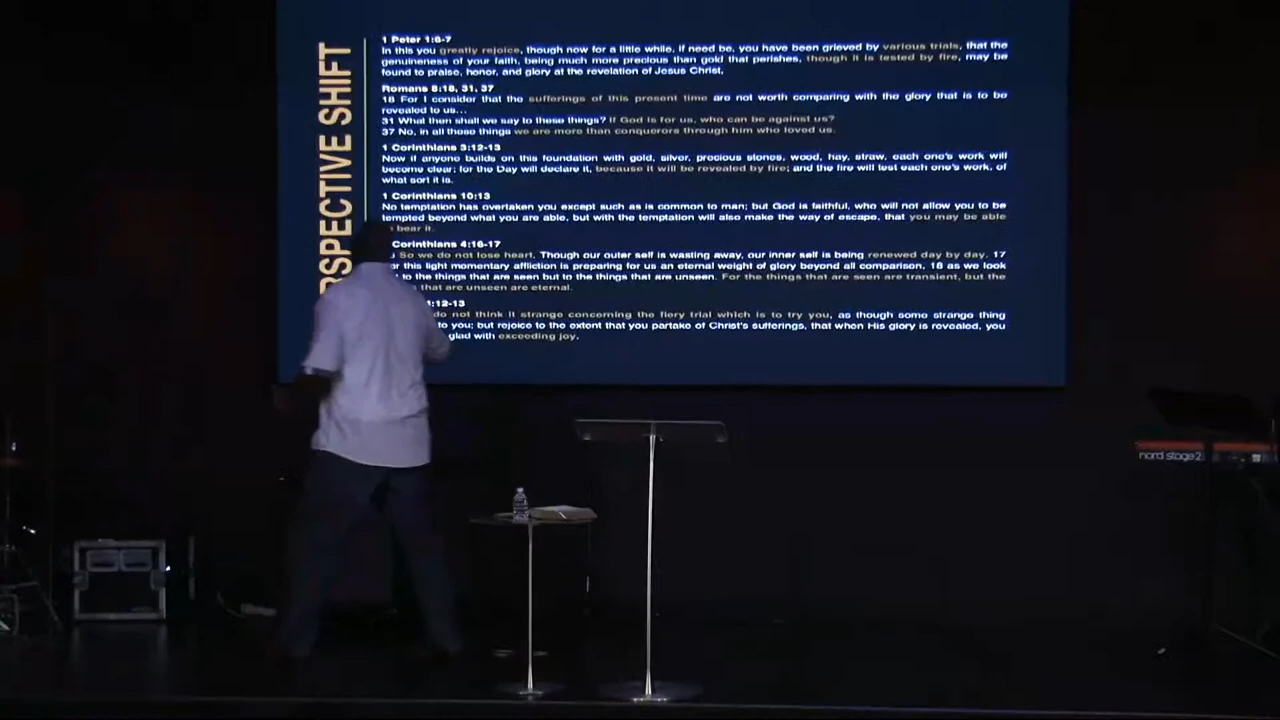 RSPECTIVE SHIFT
1 Peter 1:6-7
In this you greatly rejoice, though now for a little while, if need be, you have been grieved by various trials, that the
genuineness of your faith, being much more precious than gold that perishes, though it is tested by fire, may be
found to praise, honor, and glory at the revelation of Jesus Christ,
Romans 8:18, 31, 37
18 For I consider that the sufferings of this present time are not worth comparing with the glory that is to be
revealed to us...
31 What then shall we say to these things? If God is for us, who can be against us?
37 No, in all these things we are more than conquerors through him who loved us.
1 Corinthians 3:12-13
Now if anyone builds on this foundation with gold, silver, precious stones, wood, hay, straw, each one's work will
become clear; for the Day will declare it, because it will be revealed by fire; and the fire will test each one's work, of
what sort it is.
1 Corinthians 10:13
No temptation has overtaken you except such as is common to man; but God is faithful, who will not allow you to be
tempted beyond what you are able, but with the temptation will also make the way of escape, that you may be able
bear it.
Corinthians 4:16-17
So we do not lose heart. Though our outer self is wasting away, our inner self is being renewed day by day. 17
or this light momentary affliction is preparing for us an eternal weight of glory beyond all comparison, 18 as we look
to the things that are seen but to the things that are unseen. For the things that are seen are transient, but the
that are unseen are eternal.
:12-13
do not think it strange concerning the fiery trial which is to try you, as though some strange thing
to you; but rejoice to the extent that you partake of Christ's sufferings, that when His glory is revealed, you
glad with exceeding joy.
nord stage 2